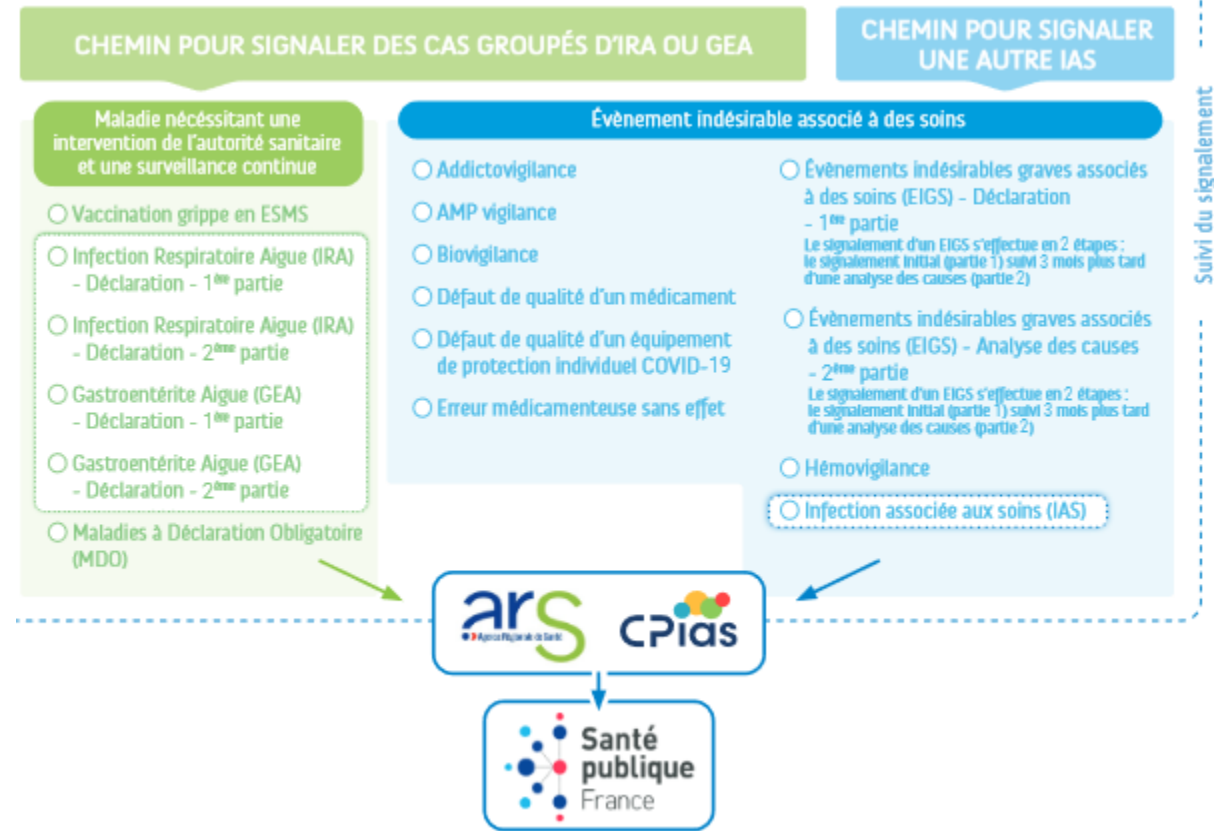 CHEMIN POUR SIGNALER DES CAS GROUPÉS D'IRA OU GEA
CHEMIN POUR SIGNALER
UNE AUTRE IAS
Maladie nécéssitant une
intervention de l'autorité sanitaire
et une surveillance continue
Vaccination grippe en ESMS
Infection Respiratoire Aigue (IRA)
- Déclaration - 1ère partie
Infection Respiratoire Aigue (IRA)
- Déclaration - 2ème partie
Gastroentérite Aigue (GEA)
- Déclaration - 1ère partie
Gastroentérite Aigue (GEA)
- Déclaration - 2ème partie
Maladies à Déclaration Obligatoire
(MDO)
Évènement indésirable associé à des soins
Addictovigilance
AMP vigilance
Biovigilance
Défaut de qualité d'un médicament
Défaut de qualité d'un équipement
de protection individuel COVID-19
Erreur médicamenteuse sans effet
Évènements indésirables graves associés
à des soins (EIGS) - Déclaration
- 1ère partie
Le signalement d'un EIGS s'effectue en 2 étapes :
le signalement initial (partie 1) suivi 3 mois plus tard
d'une analyse des causes (partie 2)
Évènements indésirables graves associés
à des soins (EIGS) - Analyse des causes
- 2ème partie
Le signalement d'un EIGS s'effectue en 2 étapes :
le signalement initial (partie 1) suivi 3 mois plus tard
d'une analyse des causes (partie 2)
Hémovigilance
Infection associée aux soins (IAS)
Suivi du signalement
ars
Agence Régionale de Santé
CPias
Santé
publique
France